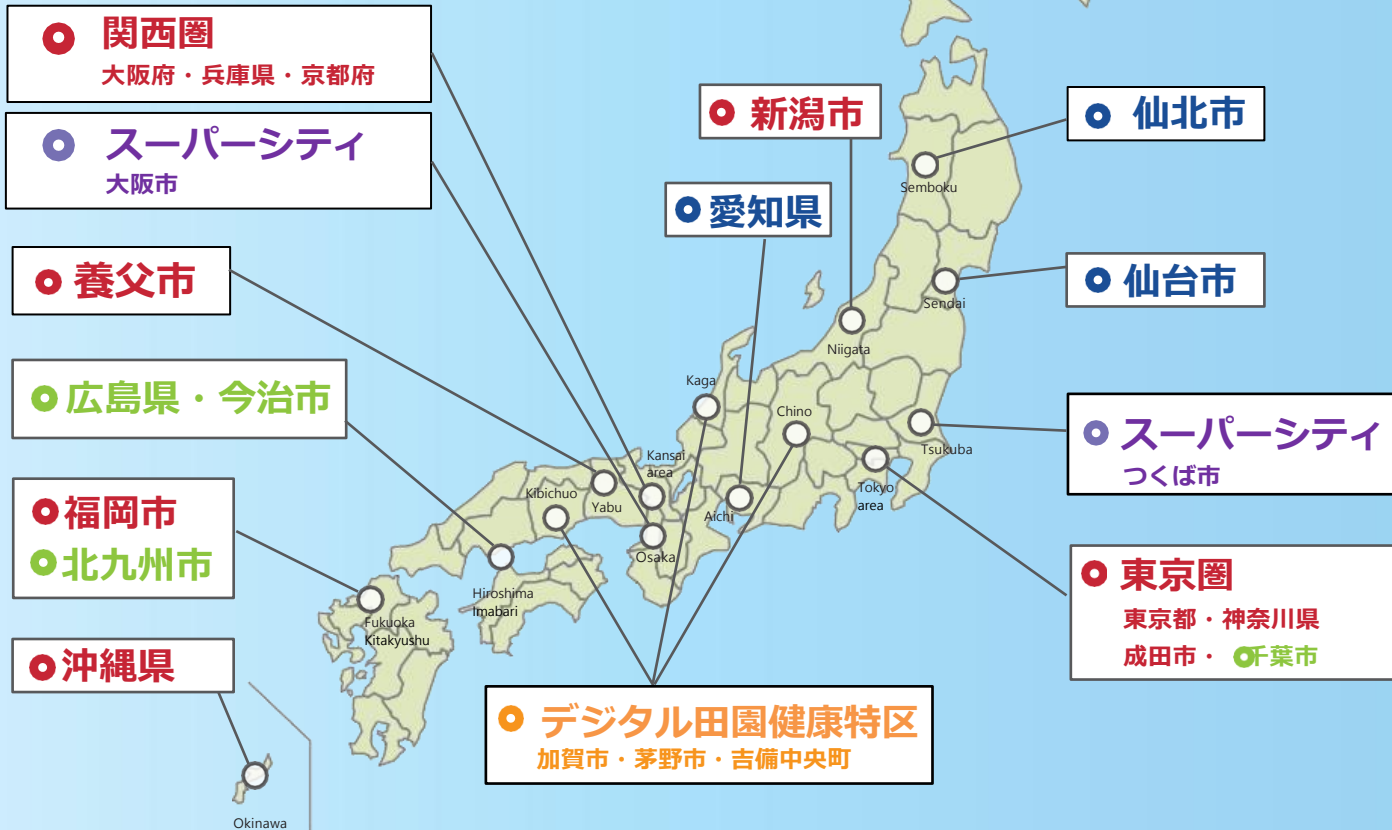 関西圏
大阪府・兵庫県・京都府
スーパーシティ
大阪市
養父市
広島県・今治市
福岡市
北九州市
沖縄県
新潟市
愛知県
仙北市
仙台市
スーパーシティ
つくば市
東京圏
東京都・神奈川県
成田市・千葉市
デジタル田園健康特区
加賀市・茅野市・吉備中央町
Semboku
Sendai
Niigata
Kaga
Chino
Tsukuba
Kansai
area
Tokyo
area
Kibichuo
Yabu
Aichi
Osaka
Hiroshima
Imabari
Fukuoka
Kitakyushu
Okinawa